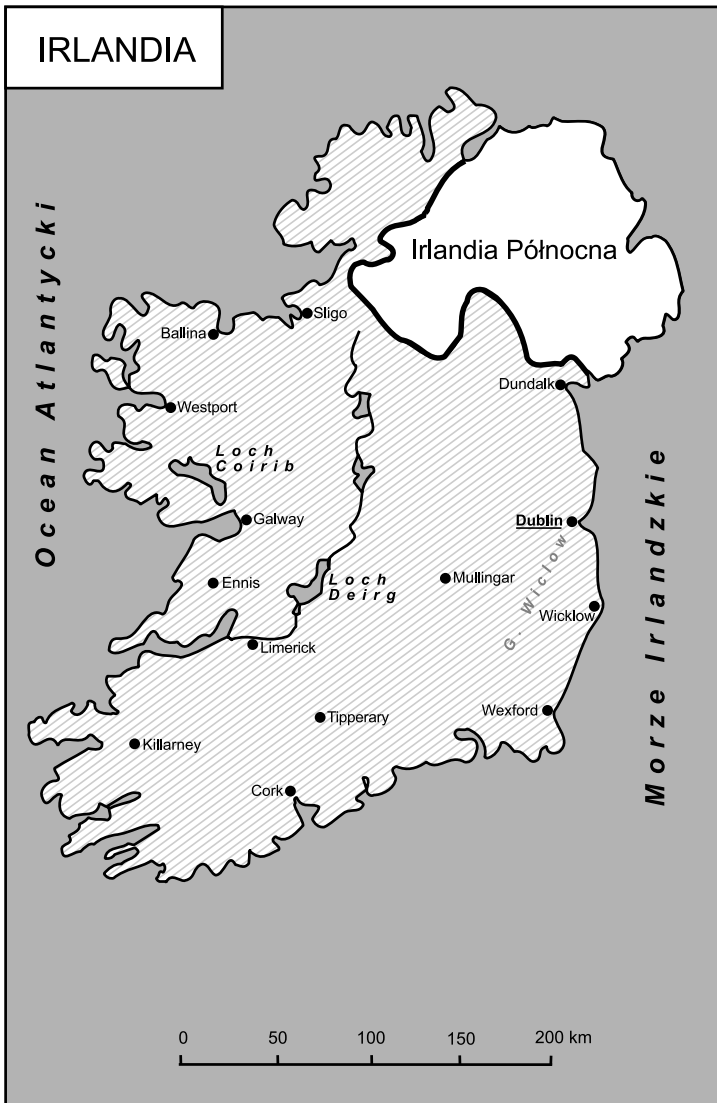 IRLANDIA
Irlandia Północna
Ocean Atlantycki
Sligo
Ballina
Dundalk
Westport
Loch
Coirib
Morze Irlandzkie
Galway
Dublin
G. Wiclow
Ennis
Loch
Deirg
Mullingar
Wicklow
Limerick
Wexford
Tipperary
Killarney
Cork
0 50 100 150 200 km